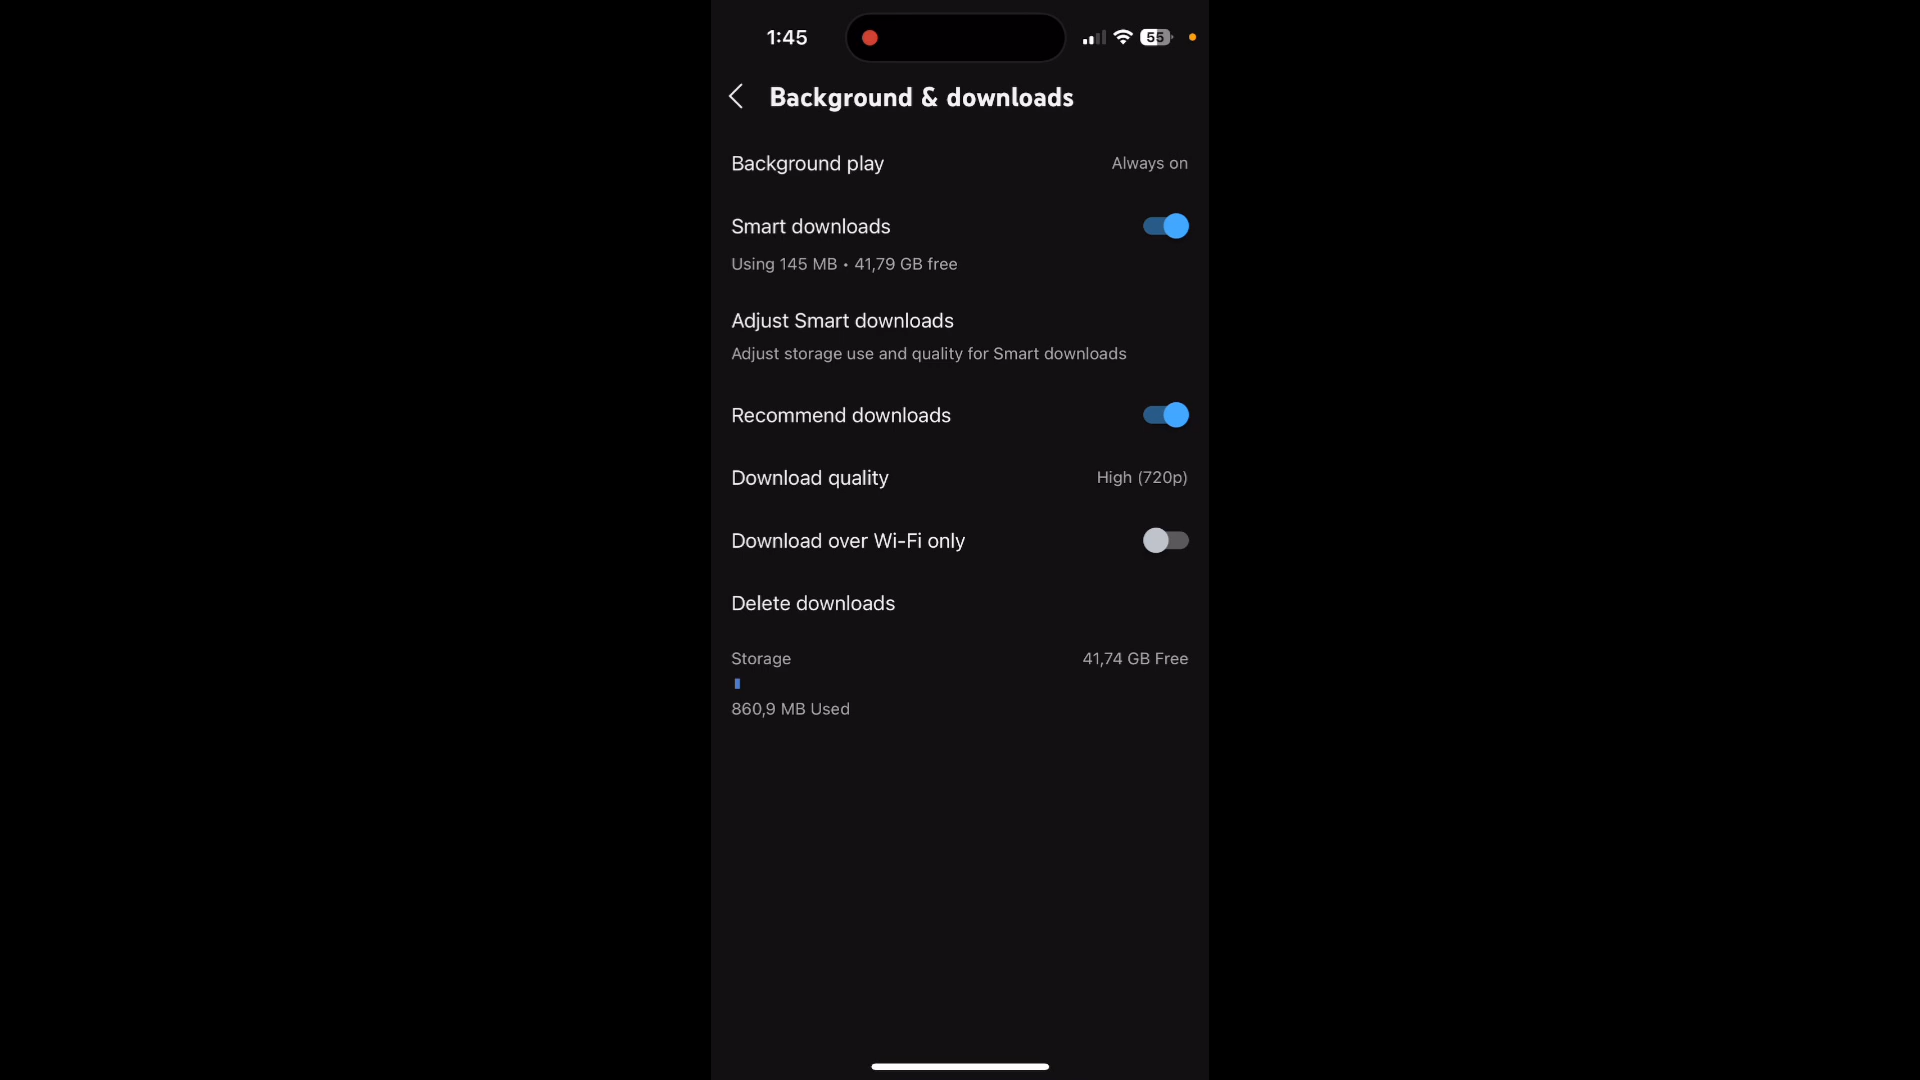 1:45
55
Background & downloads
Background play
Always on
Smart downloads
Using 145 MB • 41,79 GB free
Adjust Smart downloads
Adjust storage use and quality for Smart downloads
Recommend downloads
Download quality
High (720p)
Download over Wi-Fi only
Delete downloads
Storage
41,74 GB Free
860,9 MB Used